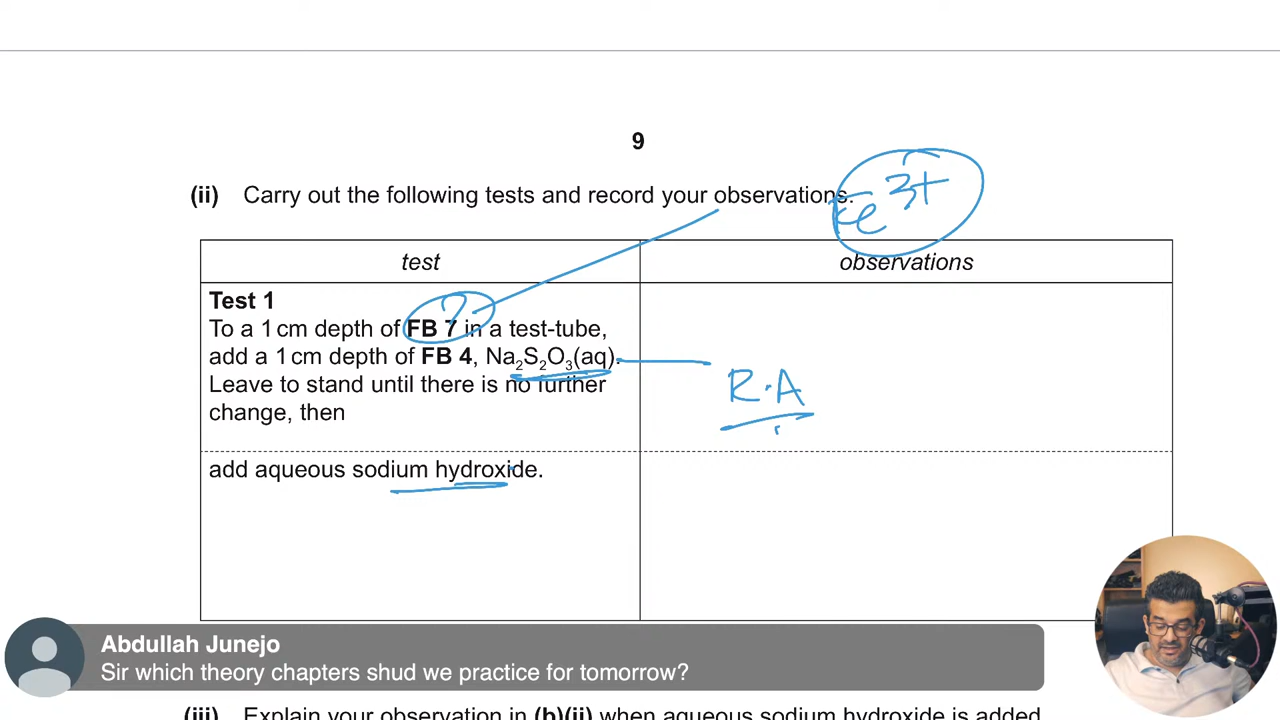 9
(ii) Carry out the following tests and record your observations.
Fe3+
test observations
Test 1
To a 1 cm depth of FB 7 in a test-tube,
add a 1 cm depth of FB 4, Na2S2O3(aq).
Leave to stand until there is no further
change, then
R.A
add aqueous sodium hydroxide.
Abdullah Junejo
Sir which theory chapters shud we practice for tomorrow?
(iii) Explain your observation in (b)(ii) when aqueous sodium hydroxide is added